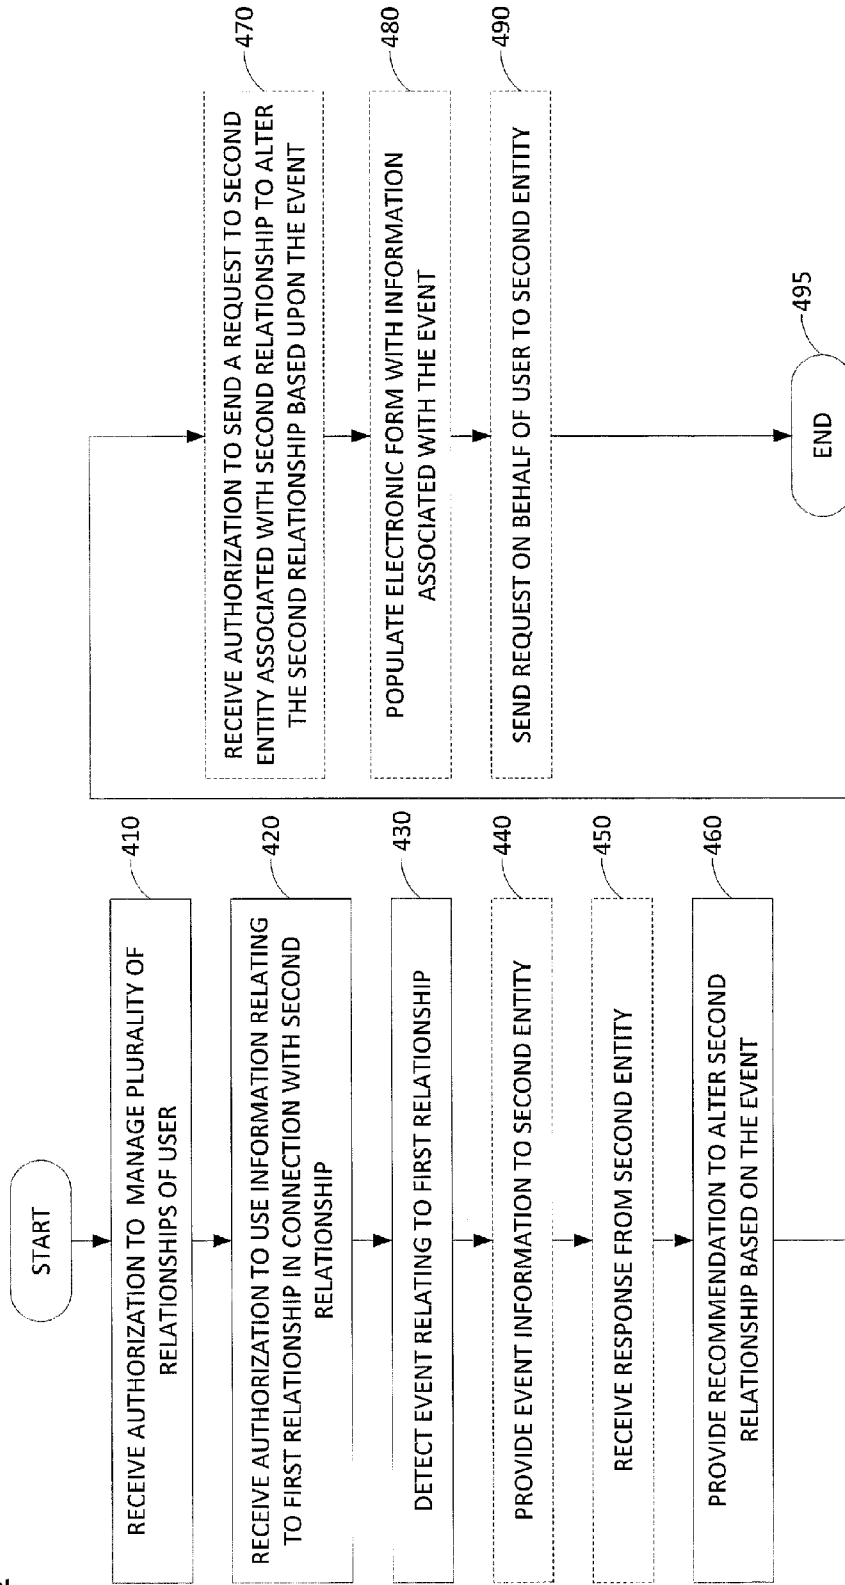 START
410
RECEIVE AUTHORIZATION TO MANAGE PLURALITY OF
RELATIONSHIPS OF USER
420
RECEIVE AUTHORIZATION TO USE INFORMATION RELATING
TO FIRST RELATIONSHIP IN CONNECTION WITH SECOND
RELATIONSHIP
430
DETECT EVENT RELATING TO FIRST RELATIONSHIP
440
PROVIDE EVENT INFORMATION TO SECOND ENTITY
450
RECEIVE RESPONSE FROM SECOND ENTITY
460
PROVIDE RECOMMENDATION TO ALTER SECOND
RELATIONSHIP BASED ON THE EVENT
470
RECEIVE AUTHORIZATION TO SEND A REQUEST TO SECOND
ENTITY ASSOCIATED WITH SECOND RELATIONSHIP TO ALTER
THE SECOND RELATIONSHIP BASED UPON THE EVENT
480
POPULATE ELECTRONIC FORM WITH INFORMATION
ASSOCIATED WITH THE EVENT
490
SEND REQUEST ON BEHALF OF USER TO SECOND ENTITY
495
END